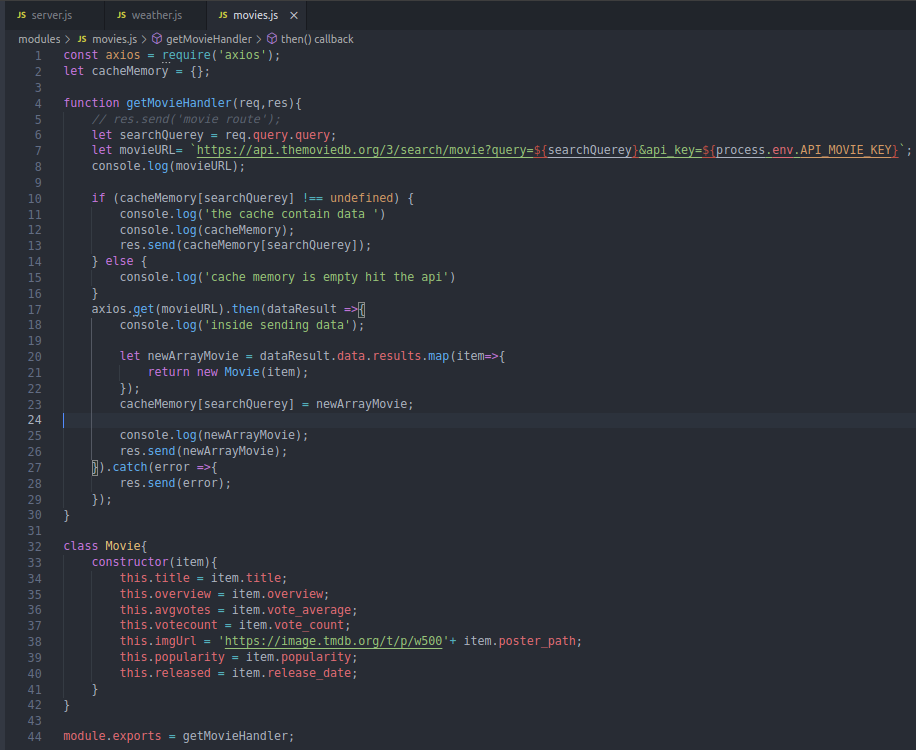 JS server.js JS weather.js JS movies.js ×
modules > JS movies.js > getMovieHandler > then() callback
1 const axios = require('axios');
2 let cacheMemory = {};
3
4 function getMovieHandler(req,res){
5 // res.send('movie route');
6 let searchQuerey = req.query.query;
7 let movieURL= `https://api.themoviedb.org/3/search/movie?query=${searchQuerey}&api_key=${process.env.API_MOVIE_KEY}`;
8 console.log(movieURL);
9
10 if (cacheMemory[searchQuerey] !== undefined) {
11 console.log('the cache contain data ')
12 console.log(cacheMemory);
13 res.send(cacheMemory[searchQuerey]);
14 } else {
15 console.log('cache memory is empty hit the api')
16 }
17 axios.get(movieURL).then(dataResult =>{
18 console.log('inside sending data');
19
20 let newArrayMovie = dataResult.data.results.map(item=>{
21 return new Movie(item);
22 });
23 cacheMemory[searchQuerey] = newArrayMovie;
24
25 console.log(newArrayMovie);
26 res.send(newArrayMovie);
27 }).catch(error =>{
28 res.send(error);
29 });
30 }
31
32 class Movie{
33 constructor(item){
34 this.title = item.title;
35 this.overview = item.overview;
36 this.avgvotes = item.vote_average;
37 this.votecount = item.vote_count;
38 this.imgUrl = 'https://image.tmdb.org/t/p/w500'+ item.poster_path;
39 this.popularity = item.popularity;
40 this.released = item.release_date;
41 }
42 }
43
44 module.exports = getMovieHandler;